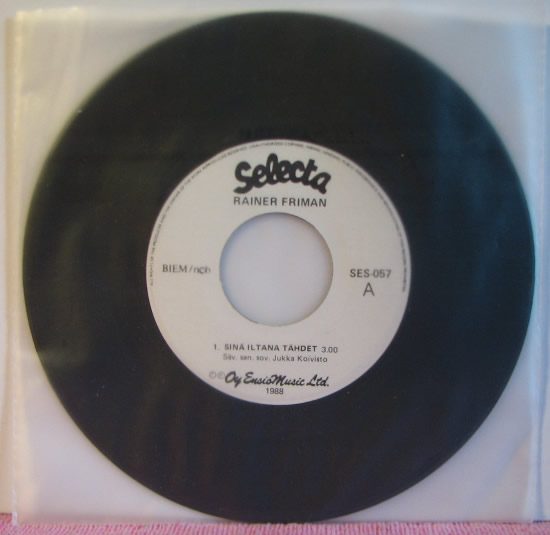 Selecta
RAINER FRIMAN
BIEM/ncb
SES-057
A
1. SINÄ ILTANA TÄHDET 3.00
Säv. san. sov. Jukka Koivisto
©℗ Oy EnsioMusic Ltd.
1988